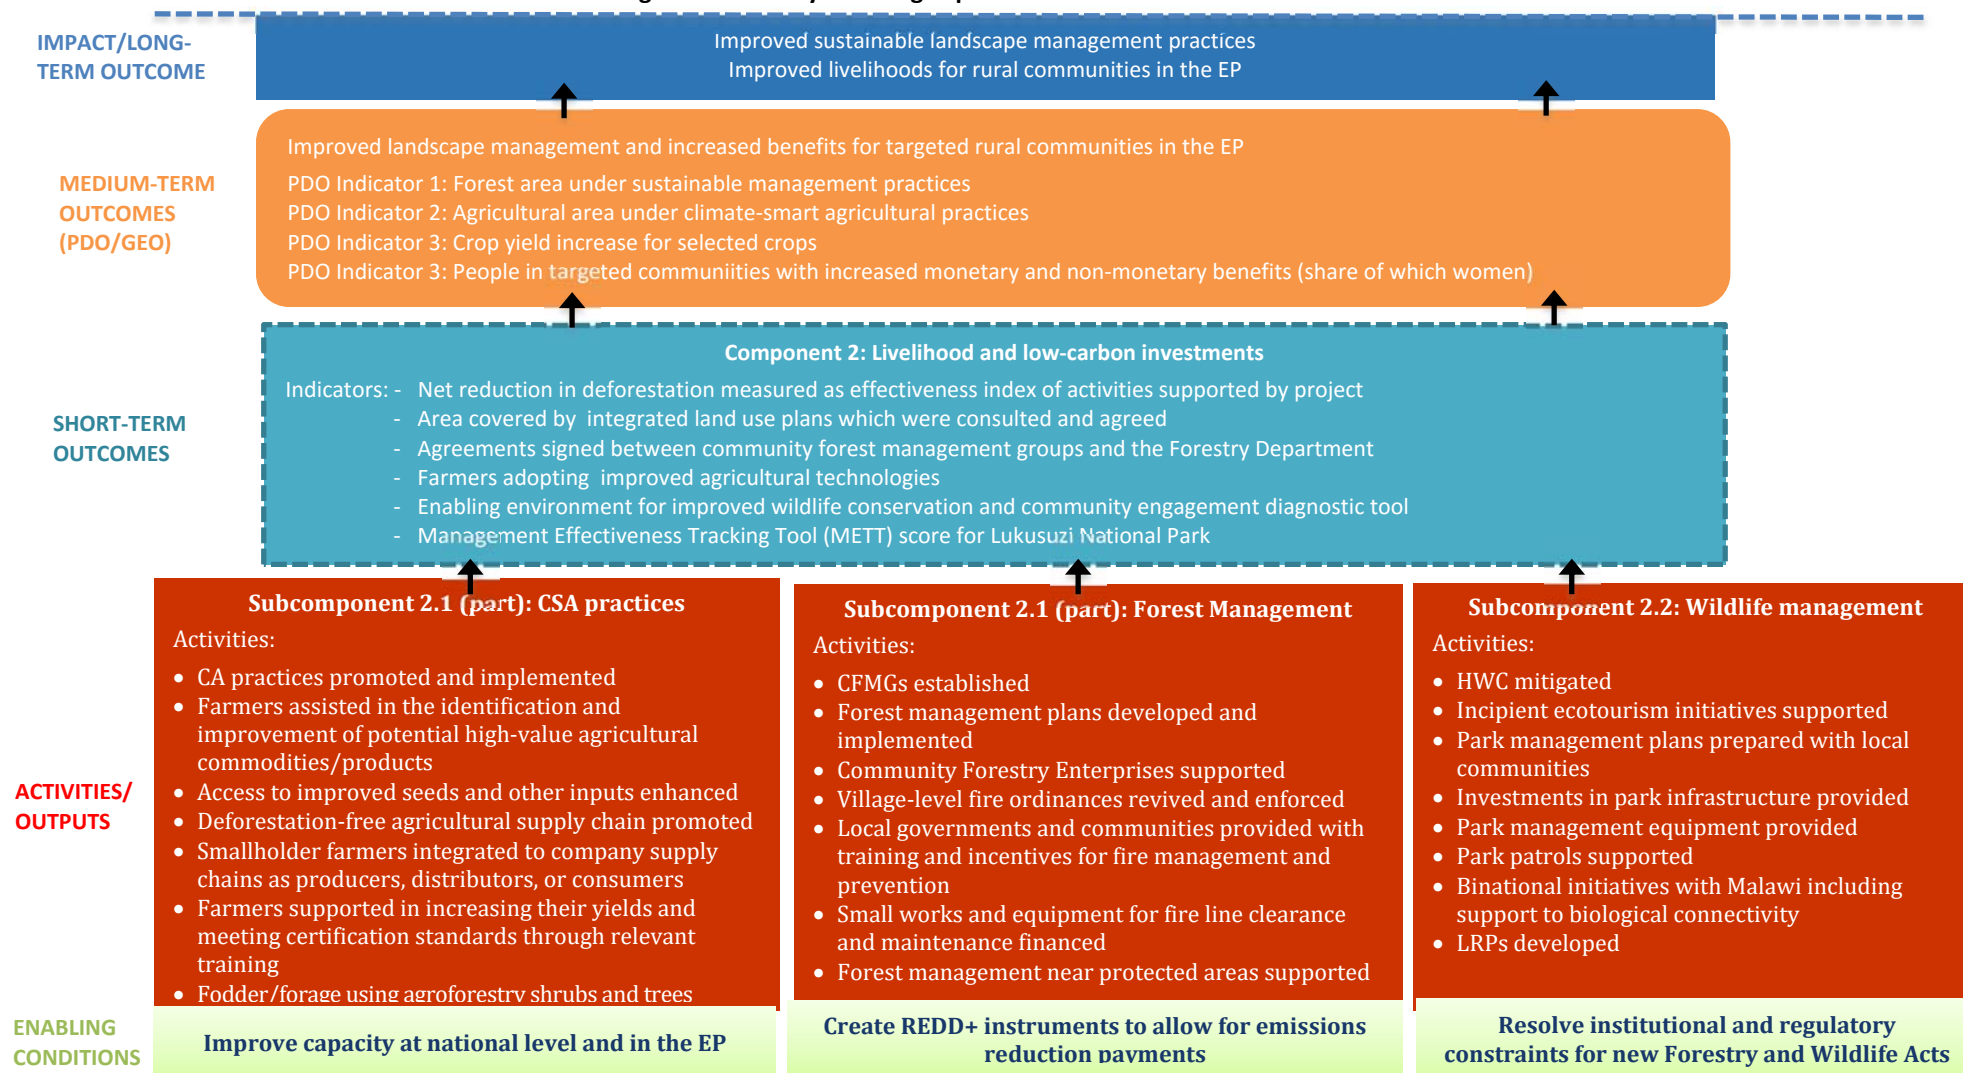 IMPACT/LONG-
TERM OUTCOME
Improved sustainable landscape management practices
Improved livelihoods for rural communities in the EP
MEDIUM-TERM
OUTCOMES
(PDO/GEO)
Improved landscape management and increased benefits for targeted rural communities in the EP
PDO Indicator 1: Forest area under sustainable management practices
PDO Indicator 2: Agricultural area under climate-smart agricultural practices
PDO Indicator 3: Crop yield increase for selected crops
PDO Indicator 3: People in targeted communiities with increased monetary and non-monetary benefits (share of which women)
SHORT-TERM
OUTCOMES
Component 2: Livelihood and low-carbon investments
Indicators: - Net reduction in deforestation measured as effectiveness index of activities supported by project
- Area covered by integrated land use plans which were consulted and agreed
- Agreements signed between community forest management groups and the Forestry Department
- Farmers adopting improved agricultural technologies
- Enabling environment for improved wildlife conservation and community engagement diagnostic tool
- Management Effectiveness Tracking Tool (METT) score for Lukusuzi National Park
ACTIVITIES/
OUTPUTS
Subcomponent 2.1 (part): CSA practices
Activities:
• CA practices promoted and implemented
• Farmers assisted in the identification and
improvement of potential high-value agricultural
commodities/products
• Access to improved seeds and other inputs enhanced
• Deforestation-free agricultural supply chain promoted
• Smallholder farmers integrated to company supply
chains as producers, distributors, or consumers
• Farmers supported in increasing their yields and
meeting certification standards through relevant
training
• Fodder/forage using agroforestry shrubs and trees
Subcomponent 2.1 (part): Forest Management
Activities:
• CFMGs established
• Forest management plans developed and
implemented
• Community Forestry Enterprises supported
• Village-level fire ordinances revived and enforced
• Local governments and communities provided with
training and incentives for fire management and
prevention
• Small works and equipment for fire line clearance
and maintenance financed
• Forest management near protected areas supported
Subcomponent 2.2: Wildlife management
Activities:
• HWC mitigated
• Incipient ecotourism initiatives supported
• Park management plans prepared with local
communities
• Investments in park infrastructure provided
• Park management equipment provided
• Park patrols supported
• Binational initiatives with Malawi including
support to biological connectivity
• LRPs developed
ENABLING
CONDITIONS
Improve capacity at national level and in the EP
Create REDD+ instruments to allow for emissions
reduction payments
Resolve institutional and regulatory
constraints for new Forestry and Wildlife Acts